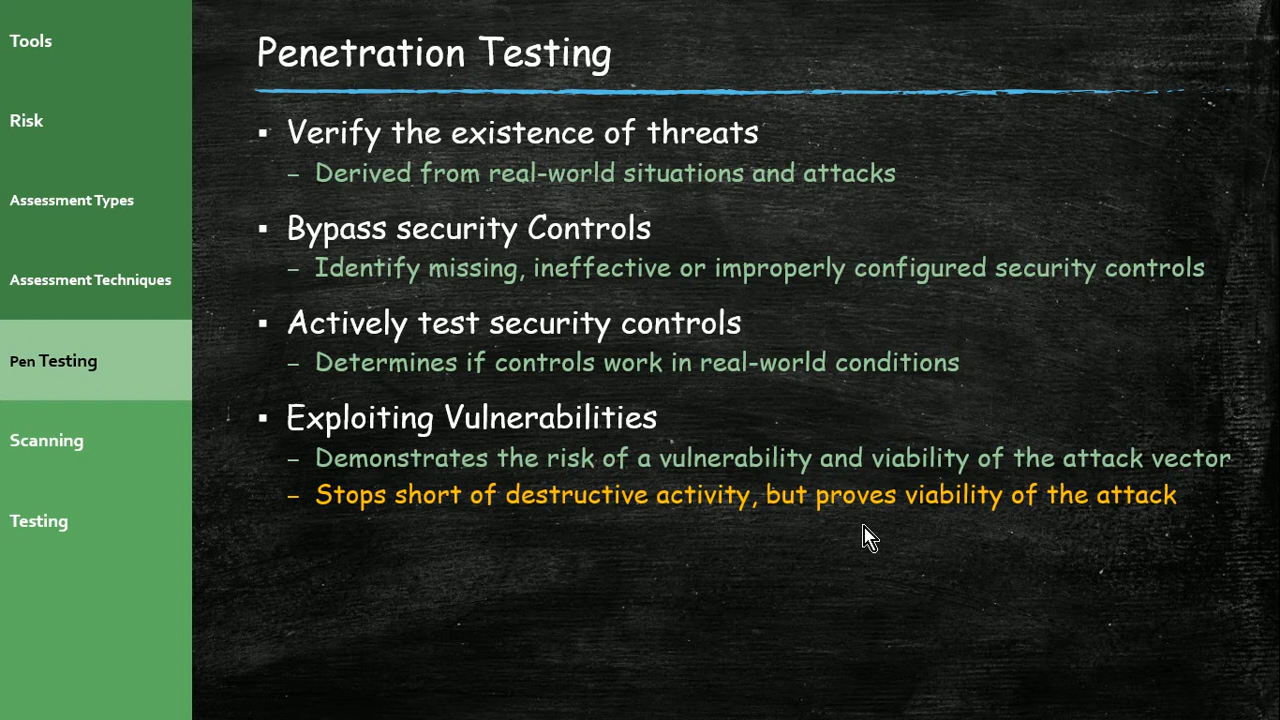 Tools
Risk
Assessment Types
Assessment Techniques
Pen Testing
Scanning
Testing
Penetration Testing
▪ Verify the existence of threats
– Derived from real-world situations and attacks
▪ Bypass security Controls
– Identify missing, ineffective or improperly configured security controls
▪ Actively test security controls
– Determines if controls work in real-world conditions
▪ Exploiting Vulnerabilities
– Demonstrates the risk of a vulnerability and viability of the attack vector
– Stops short of destructive activity, but proves viability of the attack